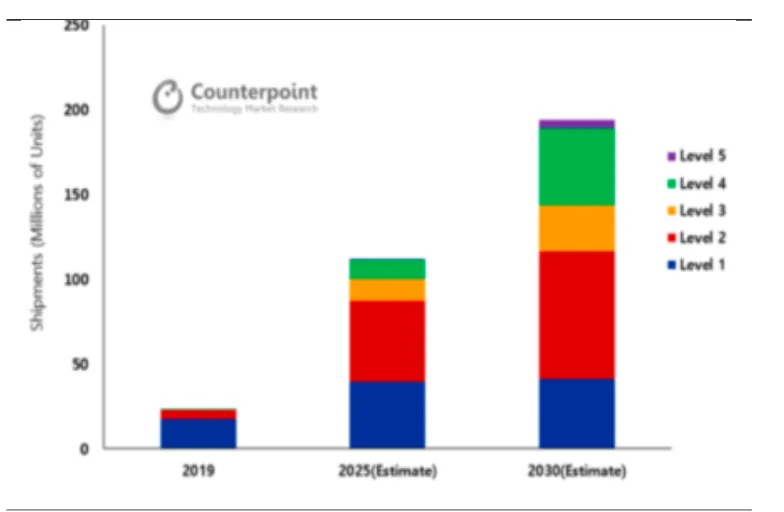 250
Counterpoint
Technology Market Research
200
150
100
50
0
Shipments (Millions of Units)
Level 5
Level 4
Level 3
Level 2
Level 1
2019
2025(Estimate)
2030(Estimate)